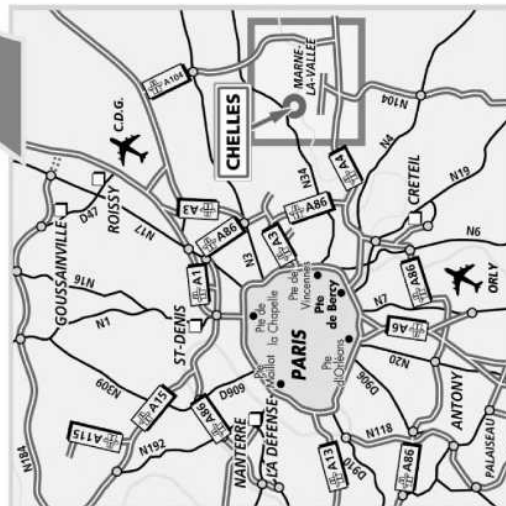 N184
A115
N309
A15
N192
N1
N16
GOUSSAINVILLE
D47
ROISSY
C.D.G.
N17
A104
ST-DENIS
A1
A86
A3
N3
CHELLES
MARNE-
LA-VALLEE
N34
A86
A3
A4
N104
N4
CRETEIL
N19
N6
A86
ORLY
N7
A6
N20
D906
ANTONY
PALAISEAU
N118
A86
D910
A13
NANTERRE
LA DEFENSE
A86
D909
Pte
Maillot
Pte de
la Chapelle
Pte de
Vincennes
Pte
de Bercy
PARIS
Pte
d'Orléans